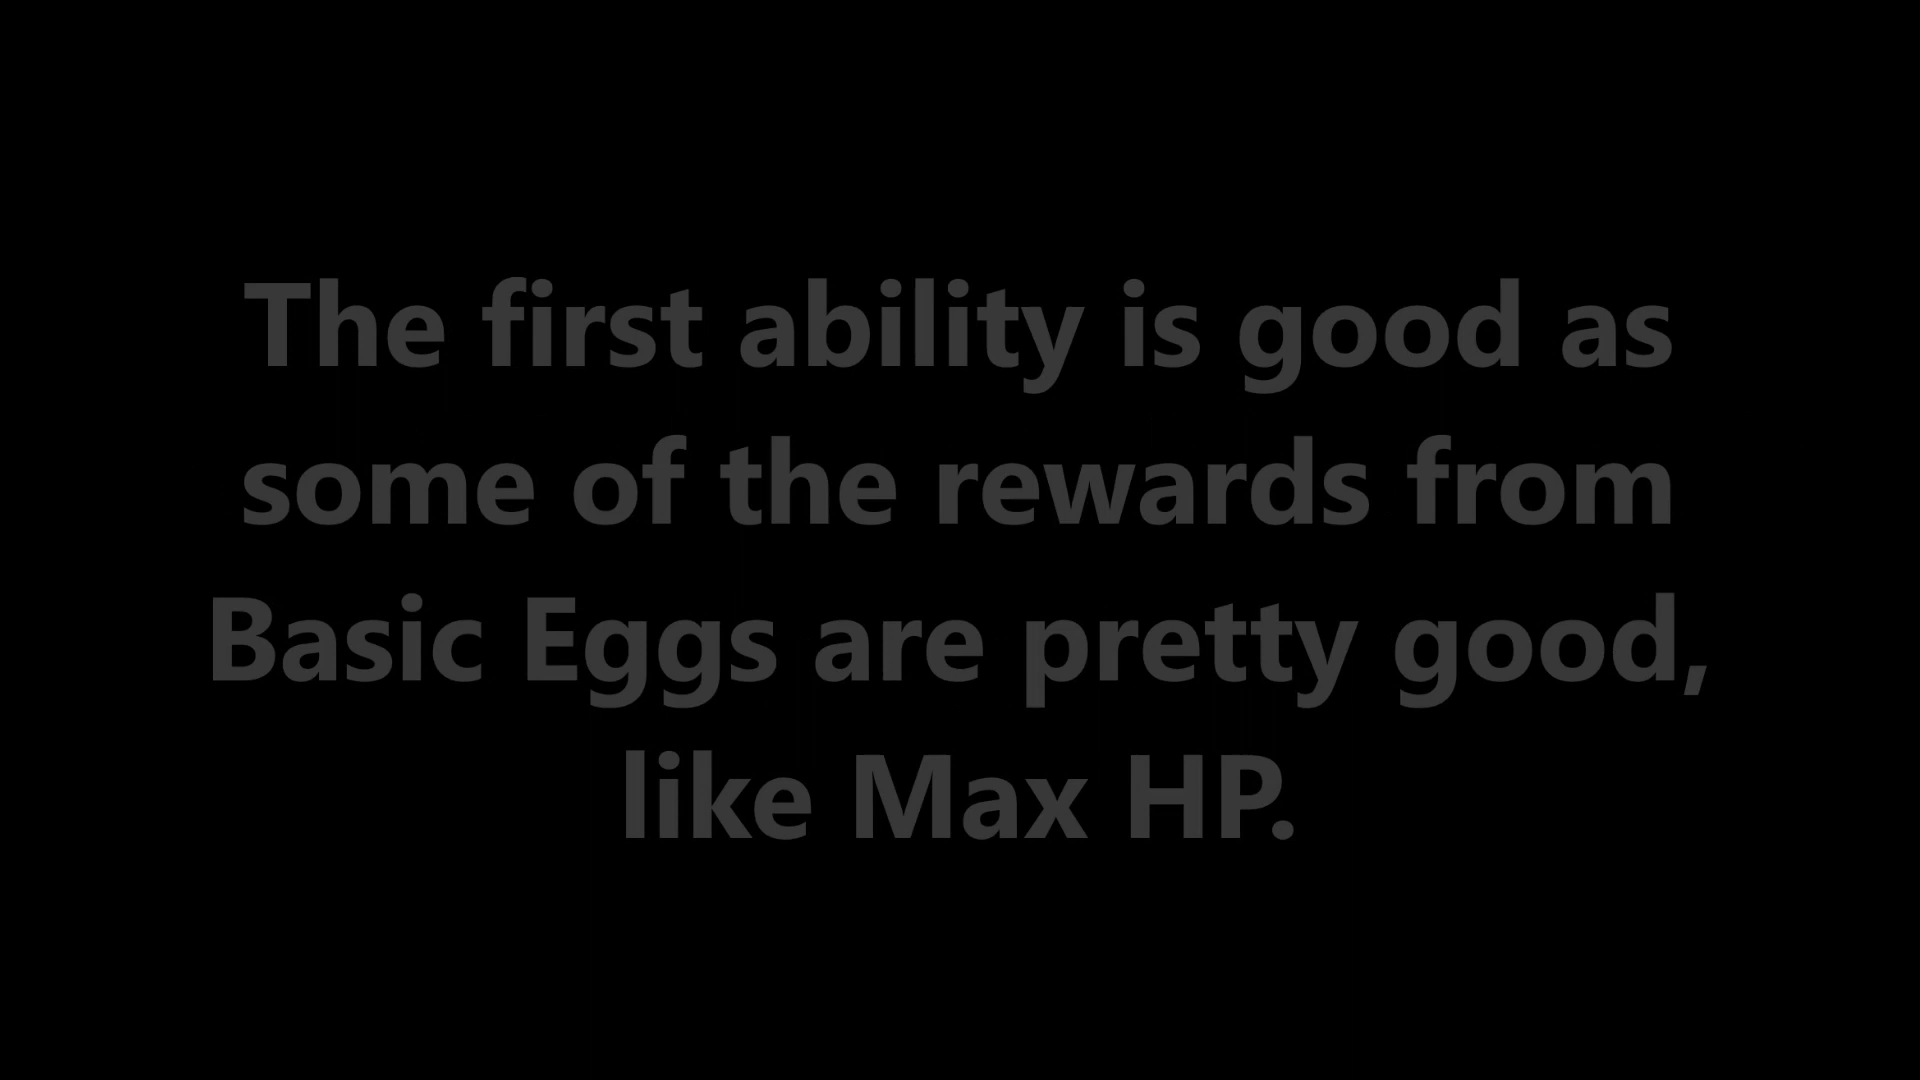 The first ability is good as
some of the rewards from
Basic Eggs are pretty good,
like Max HP.